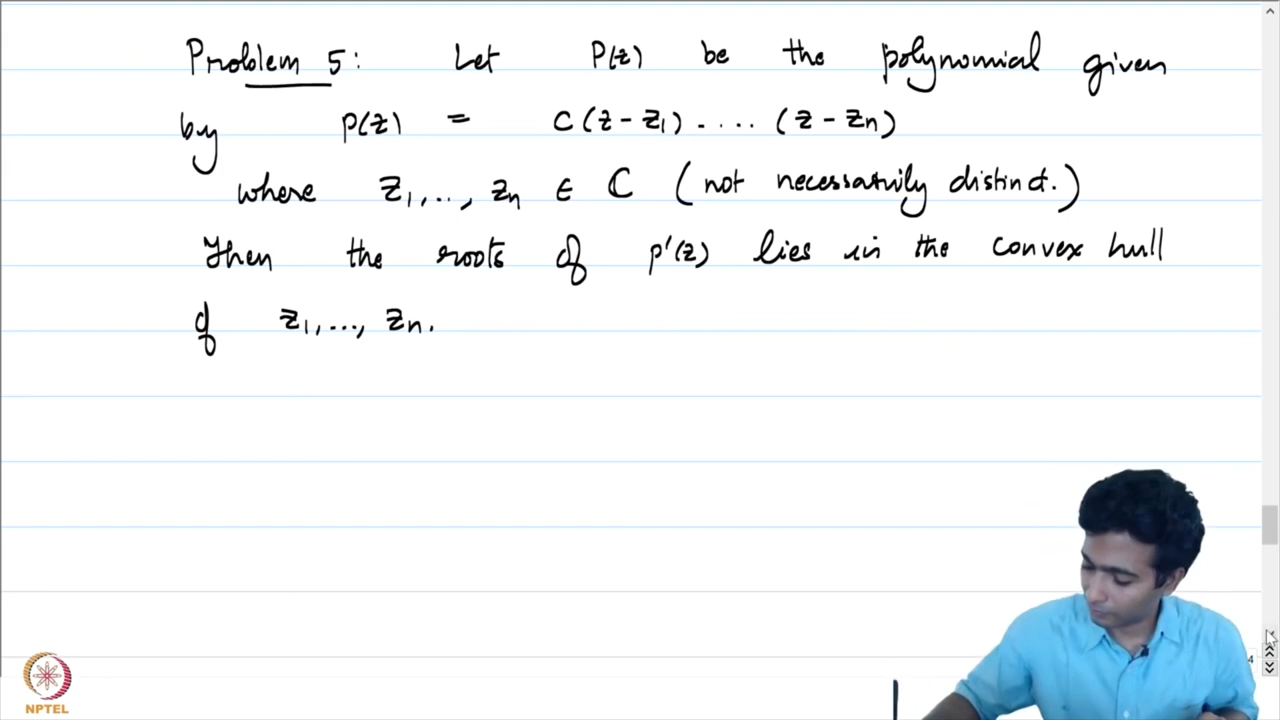 Problem 5: Let P(z) be the polynomial given
by P(z) = C(z - z₁) .... (z - zₙ)
where z₁,.., zₙ ∈ ℂ (not necessarily distinct.)
Then the roots of p'(z) lies in the convex hull
of z₁,..., zₙ.
4
NPTEL